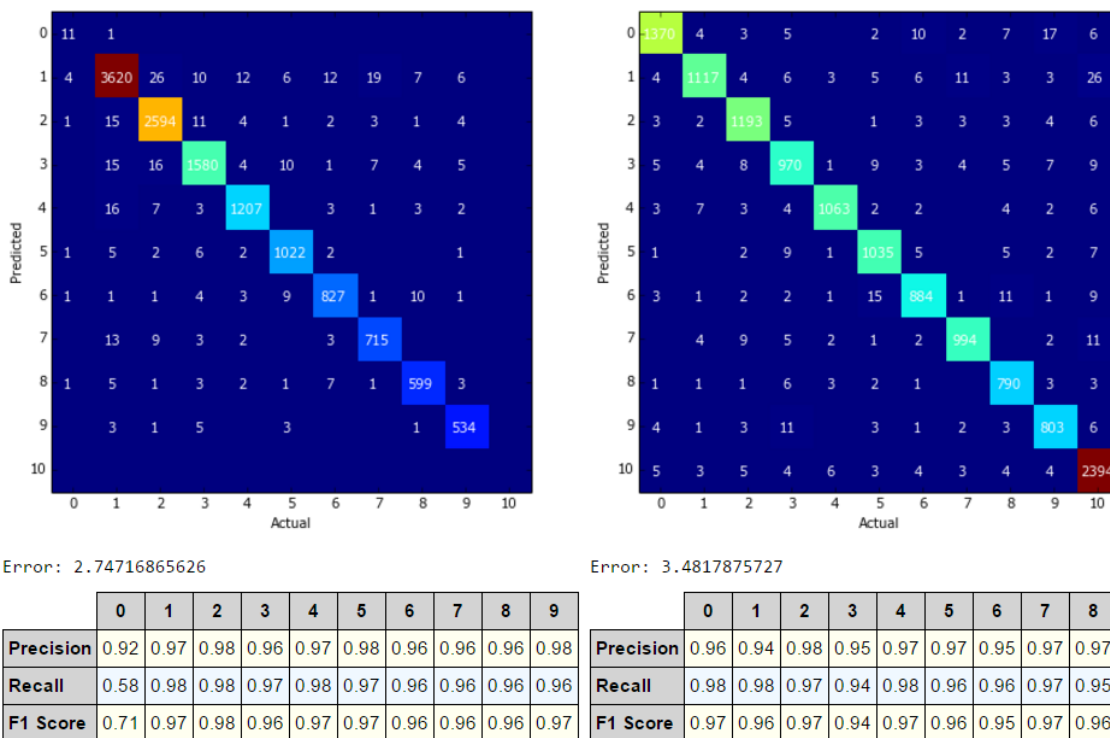 0 11 1
1 4 3620 26 10 12 6 12 19 7 6
2 1 15 2594 11 4 1 2 3 1 4
3 15 16 1580 4 10 1 7 4 5
4 16 7 3 1207 3 1 3 2
5 1 5 2 6 2 1022 2 1
6 1 1 1 4 3 9 827 1 10 1
7 13 9 3 2 3 715
8 1 5 1 3 2 1 7 1 599 3
9 3 1 5 3 1 534
10
Predicted
0 1 2 3 4 5 6 7 8 9 10
Actual
0 1370 4 3 5 2 10 2 7 17 6
1 4 1117 4 6 3 5 6 11 3 3 26
2 3 2 1193 5 1 3 3 3 4 6
3 5 4 8 970 1 9 3 4 5 7 9
4 3 7 3 4 1063 2 2 4 2 6
5 1 2 9 1 1035 5 5 2 7
6 3 1 2 2 1 15 884 1 11 1 9
7 4 9 5 2 1 2 994 2 11
8 1 1 1 6 3 2 1 790 3 3
9 4 1 3 11 3 1 2 3 803 6
10 5 3 5 4 6 3 4 3 4 4 2394
Predicted
0 1 2 3 4 5 6 7 8 9 10
Actual
Error: 2.74716865626
0 1 2 3 4 5 6 7 8 9
Precision 0.92 0.97 0.98 0.96 0.97 0.98 0.96 0.96 0.96 0.98
Recall 0.58 0.98 0.98 0.97 0.98 0.97 0.96 0.96 0.96 0.96
F1 Score 0.71 0.97 0.98 0.96 0.97 0.97 0.96 0.96 0.96 0.97
Error: 3.4817875727
0 1 2 3 4 5 6 7 8
Precision 0.96 0.94 0.98 0.95 0.97 0.97 0.95 0.97 0.97
Recall 0.98 0.98 0.97 0.94 0.98 0.96 0.96 0.97 0.95
F1 Score 0.97 0.96 0.97 0.94 0.97 0.96 0.95 0.97 0.96